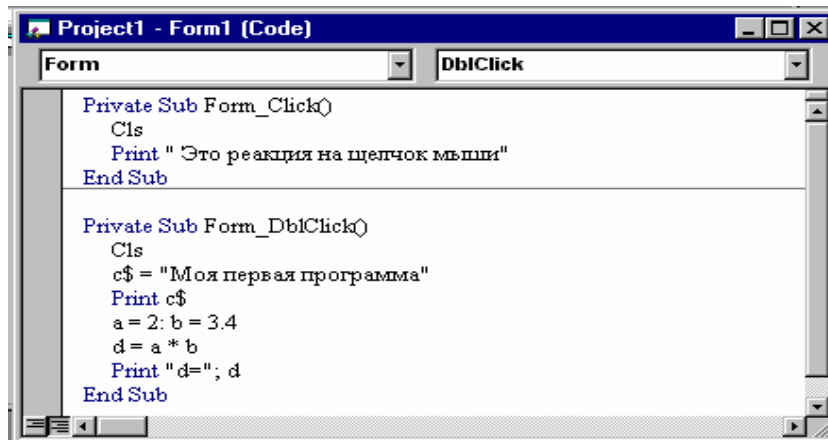 Project1 - Form1 (Code)
Form DblClick
Private Sub Form_Click()
Cls
Print " Это реакция на щелчок мыши"
End Sub
Private Sub Form_DblClick()
Cls
c$ = "Моя первая программа"
Print c$
a = 2: b = 3.4
d = a * b
Print "d="; d
End Sub